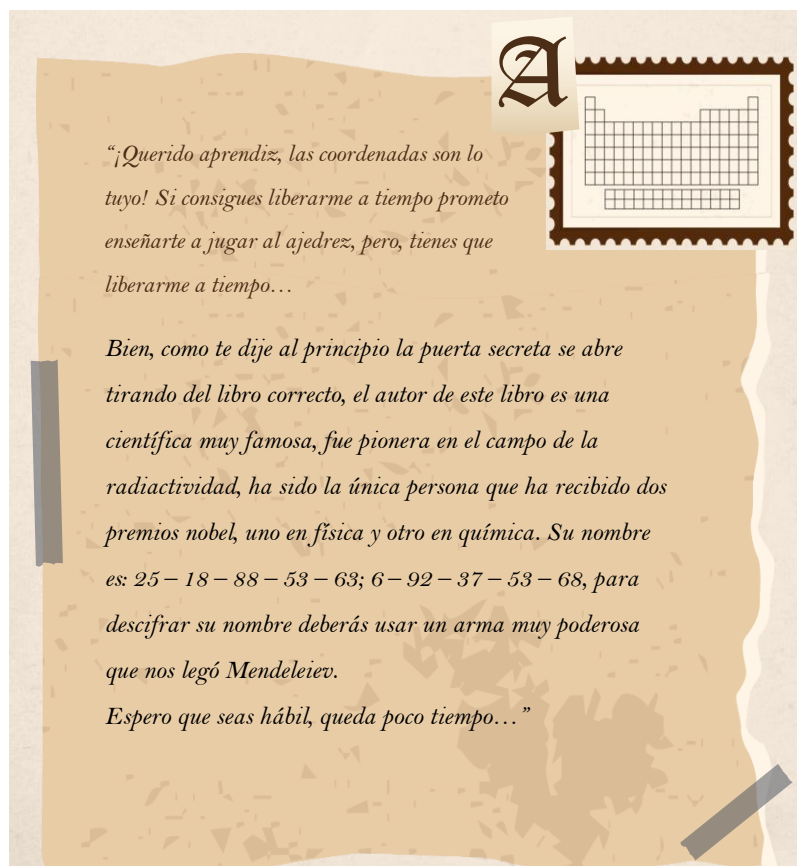 A
“¡Querido aprendiz, las coordenadas son lo
tuyo! Si consigues liberarme a tiempo prometo
enseñarte a jugar al ajedrez, pero, tienes que
liberarme a tiempo…
Bien, como te dije al principio la puerta secreta se abre
tirando del libro correcto, el autor de este libro es una
científica muy famosa, fue pionera en el campo de la
radiactividad, ha sido la única persona que ha recibido dos
premios nobel, uno en física y otro en química. Su nombre
es: 25 – 18 – 88 – 53 – 63; 6 – 92 – 37 – 53 – 68, para
descifrar su nombre deberás usar un arma muy poderosa
que nos legó Mendeleiev.
Espero que seas hábil, queda poco tiempo…”